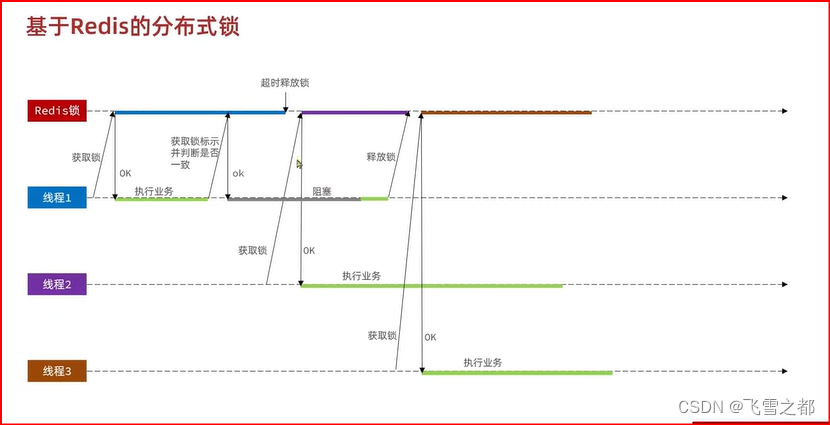 基于Redis的分布式锁
超时释放锁
Redis锁
获取锁
OK
获取锁标示
并判断是否
一致
ok
释放锁
线程1
执行业务
阻塞
获取锁
OK
线程2
执行业务
获取锁
OK
线程3
执行业务
CSDN @飞雪之都